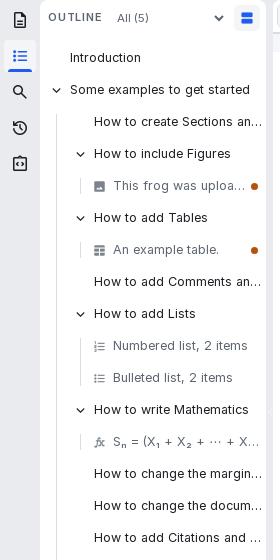 OUTLINE All (5)
Introduction
Some examples to get started
How to create Sections an...
How to include Figures
This frog was uploa...
How to add Tables
An example table.
How to add Comments an...
How to add Lists
Numbered list, 2 items
Bulleted list, 2 items
How to write Mathematics
Sₙ = (X₁ + X₂ + ··· + X...
How to change the margin...
How to change the docum...
How to add Citations and ...